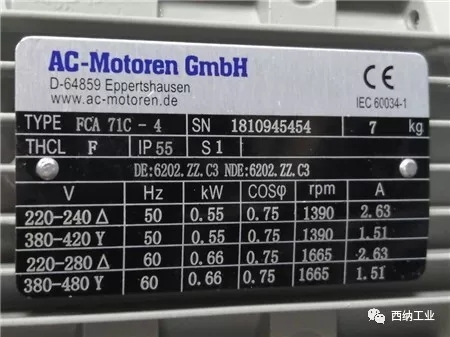 AC-Motoren GmbH
D-64859 Eppertshausen
www.ac-motoren.de
CE
IEC 60034-1
TYPE FCA 71C - 4 SN 1810945454 7 kg
THCL F IP 55 S1
DE:6202.ZZ.C3 NDE:6202.ZZ.C3
V Hz kW COSφ rpm A
220-240 Δ 50 0.55 0.75 1390 2.63
380-420 Y 50 0.55 0.75 1390 1.51
220-280 Δ 60 0.66 0.75 1665 2.63
380-480 Y 60 0.66 0.75 1665 1.51
西纳工业